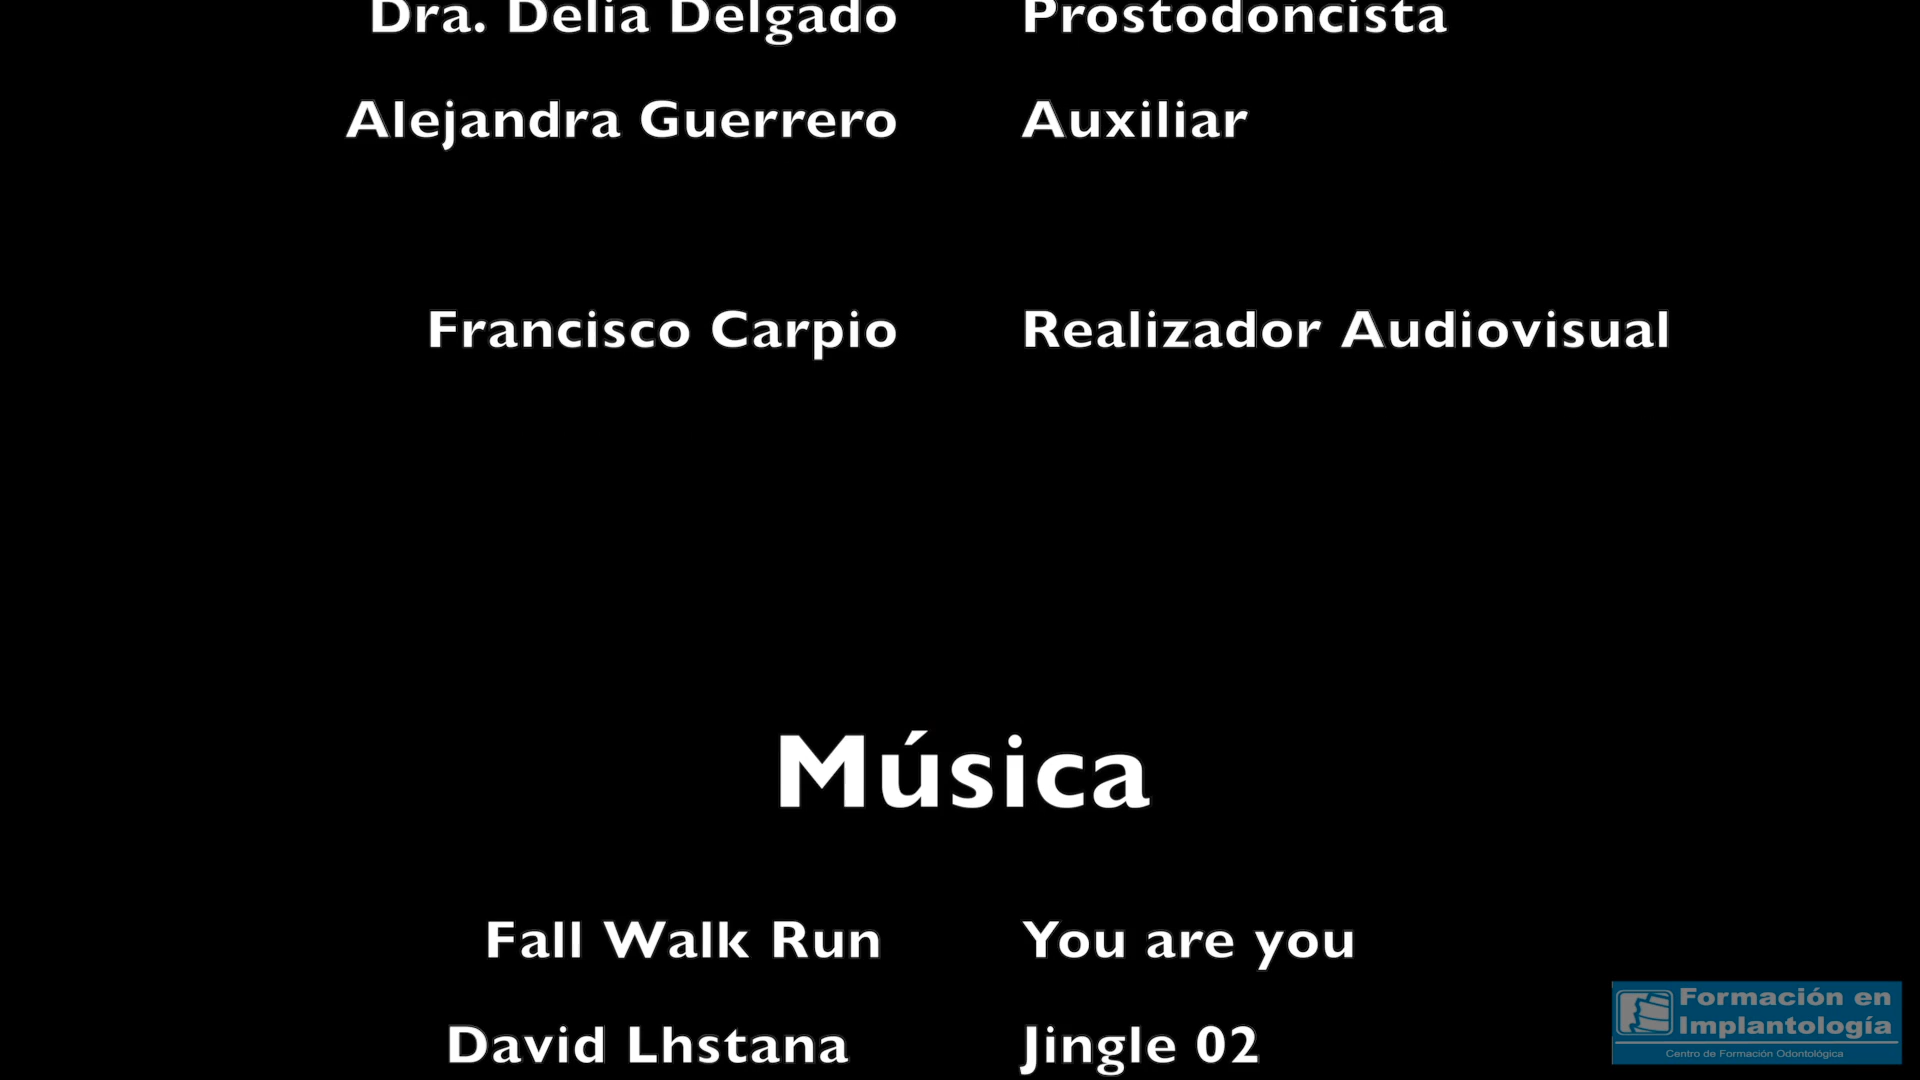 Dra. Delia Delgado Prostodoncista
Alejandra Guerrero Auxiliar
Francisco Carpio Realizador Audiovisual
Música
Fall Walk Run You are you
David Lhstana Jingle 02
Formación en
Implantología
Centro de Formación Odontológica